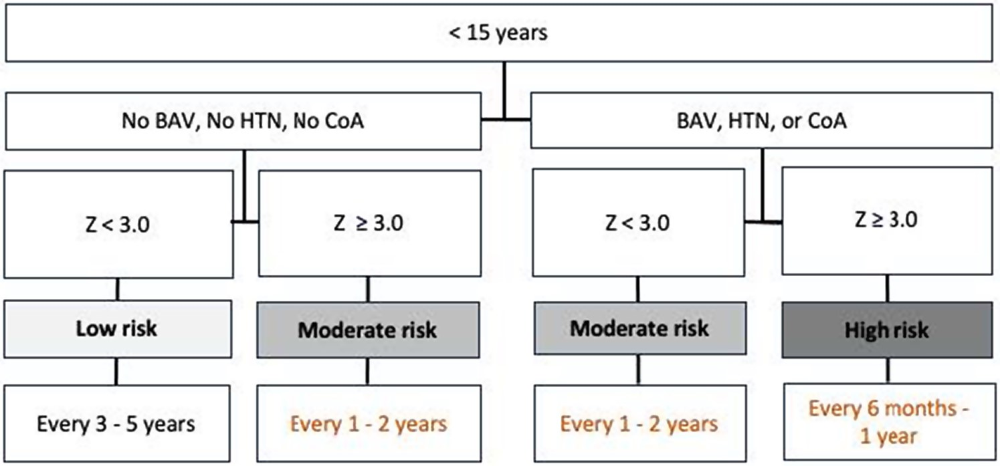 < 15 years
No BAV, No HTN, No CoA
BAV, HTN, or CoA
Z < 3.0
Z ≥ 3.0
Z < 3.0
Z ≥ 3.0
Low risk
Moderate risk
Moderate risk
High risk
Every 3 - 5 years
Every 1 - 2 years
Every 1 - 2 years
Every 6 months -
1 year